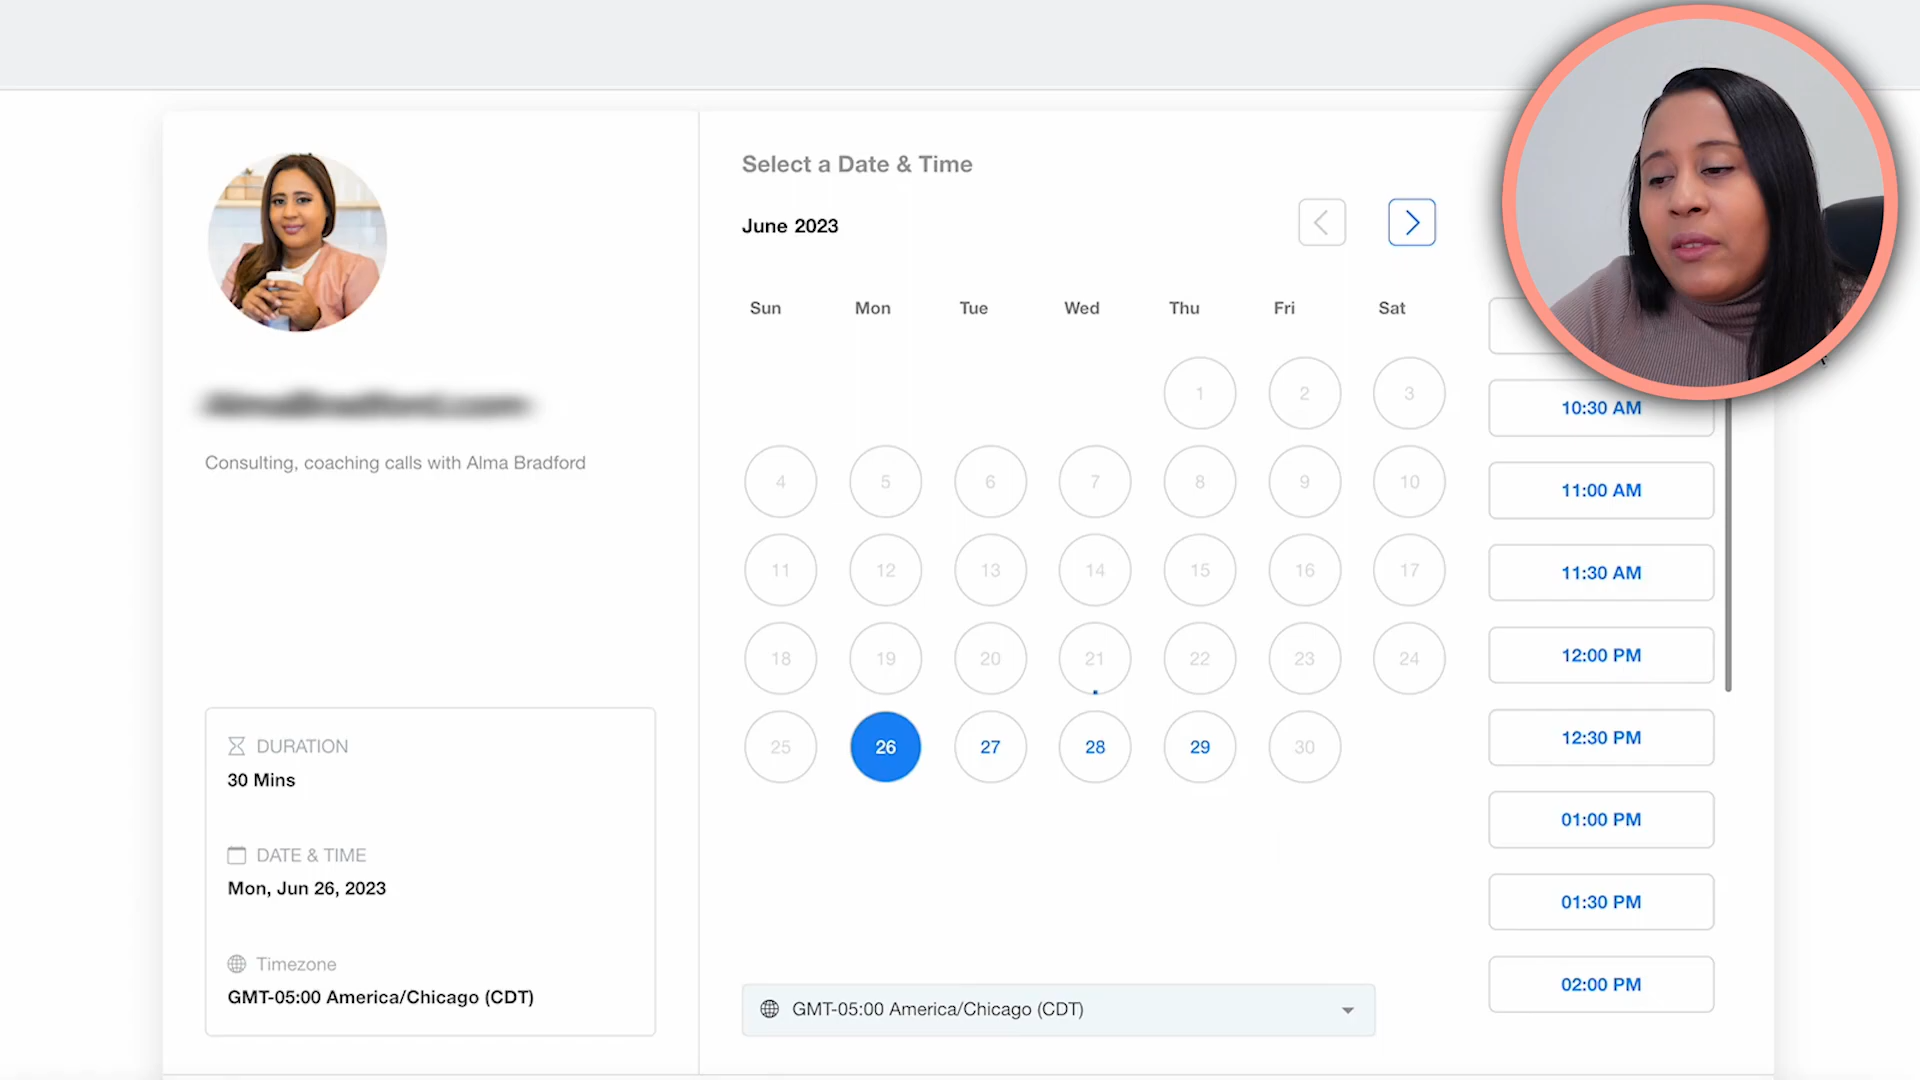 Select a Date & Time
June 2023
Sun Mon Tue Wed Thu Fri Sat
1 2 3
4 5 6 7 8 9 10
11 12 13 14 15 16 17
18 19 20 21 22 23 24
25 26 27 28 29 30
Consulting, coaching calls with Alma Bradford
DURATION
30 Mins
DATE & TIME
Mon, Jun 26, 2023
Timezone
GMT-05:00 America/Chicago (CDT)
GMT-05:00 America/Chicago (CDT)
10:30 AM
11:00 AM
11:30 AM
12:00 PM
12:30 PM
01:00 PM
01:30 PM
02:00 PM